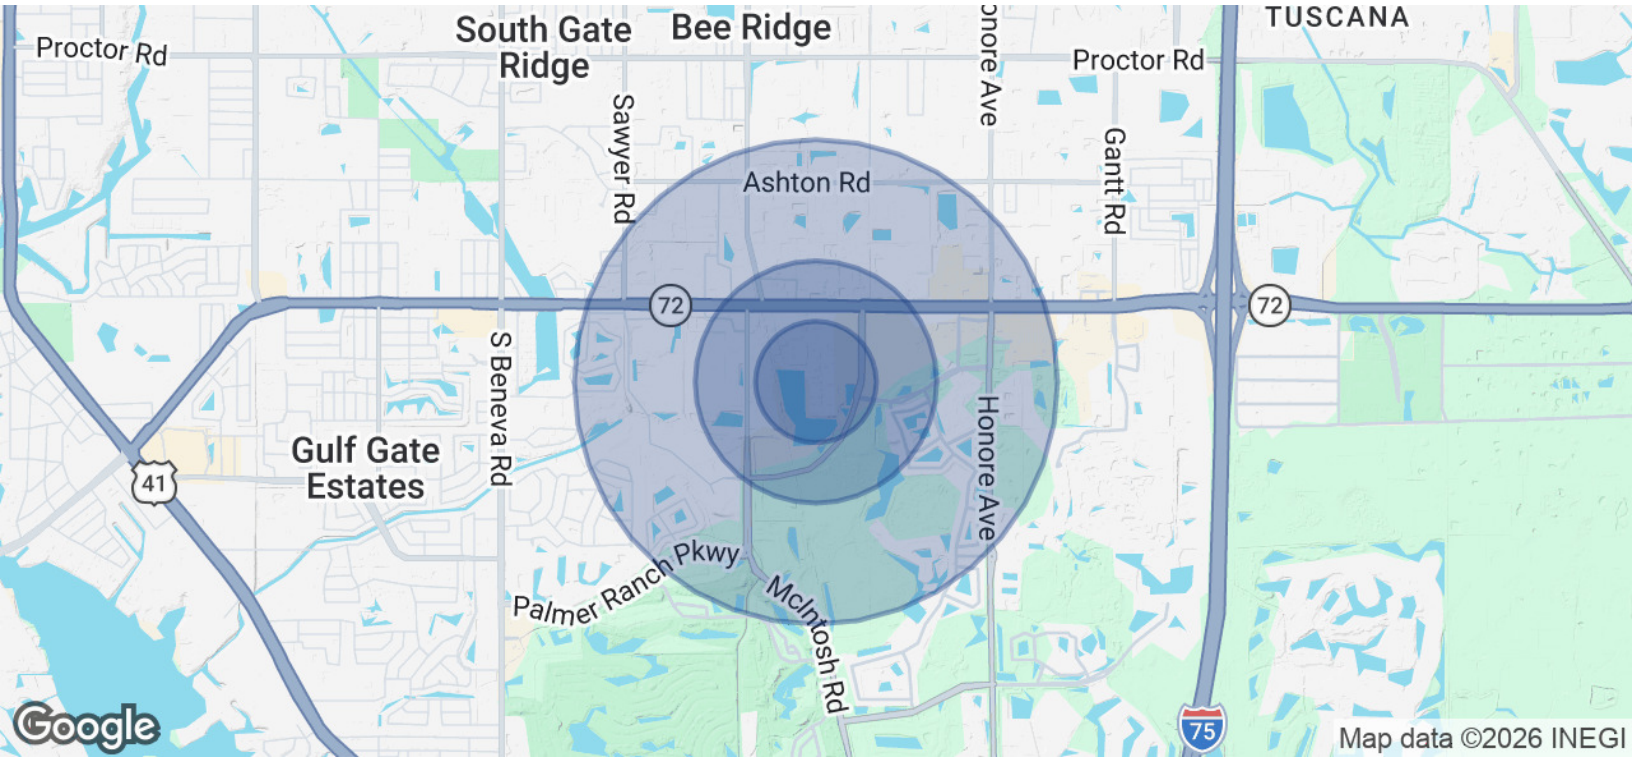 TUSCANA
South Gate
Ridge
Bee Ridge
Proctor Rd
onore Ave
Proctor Rd
Sawyer Rd
Gantt Rd
Ashton Rd
72
72
S Beneva Rd
Honore Ave
Gulf Gate
Estates
41
Palmer Ranch Pkwy
McIntosh Rd
75
Google
Map data ©2026 INEGI